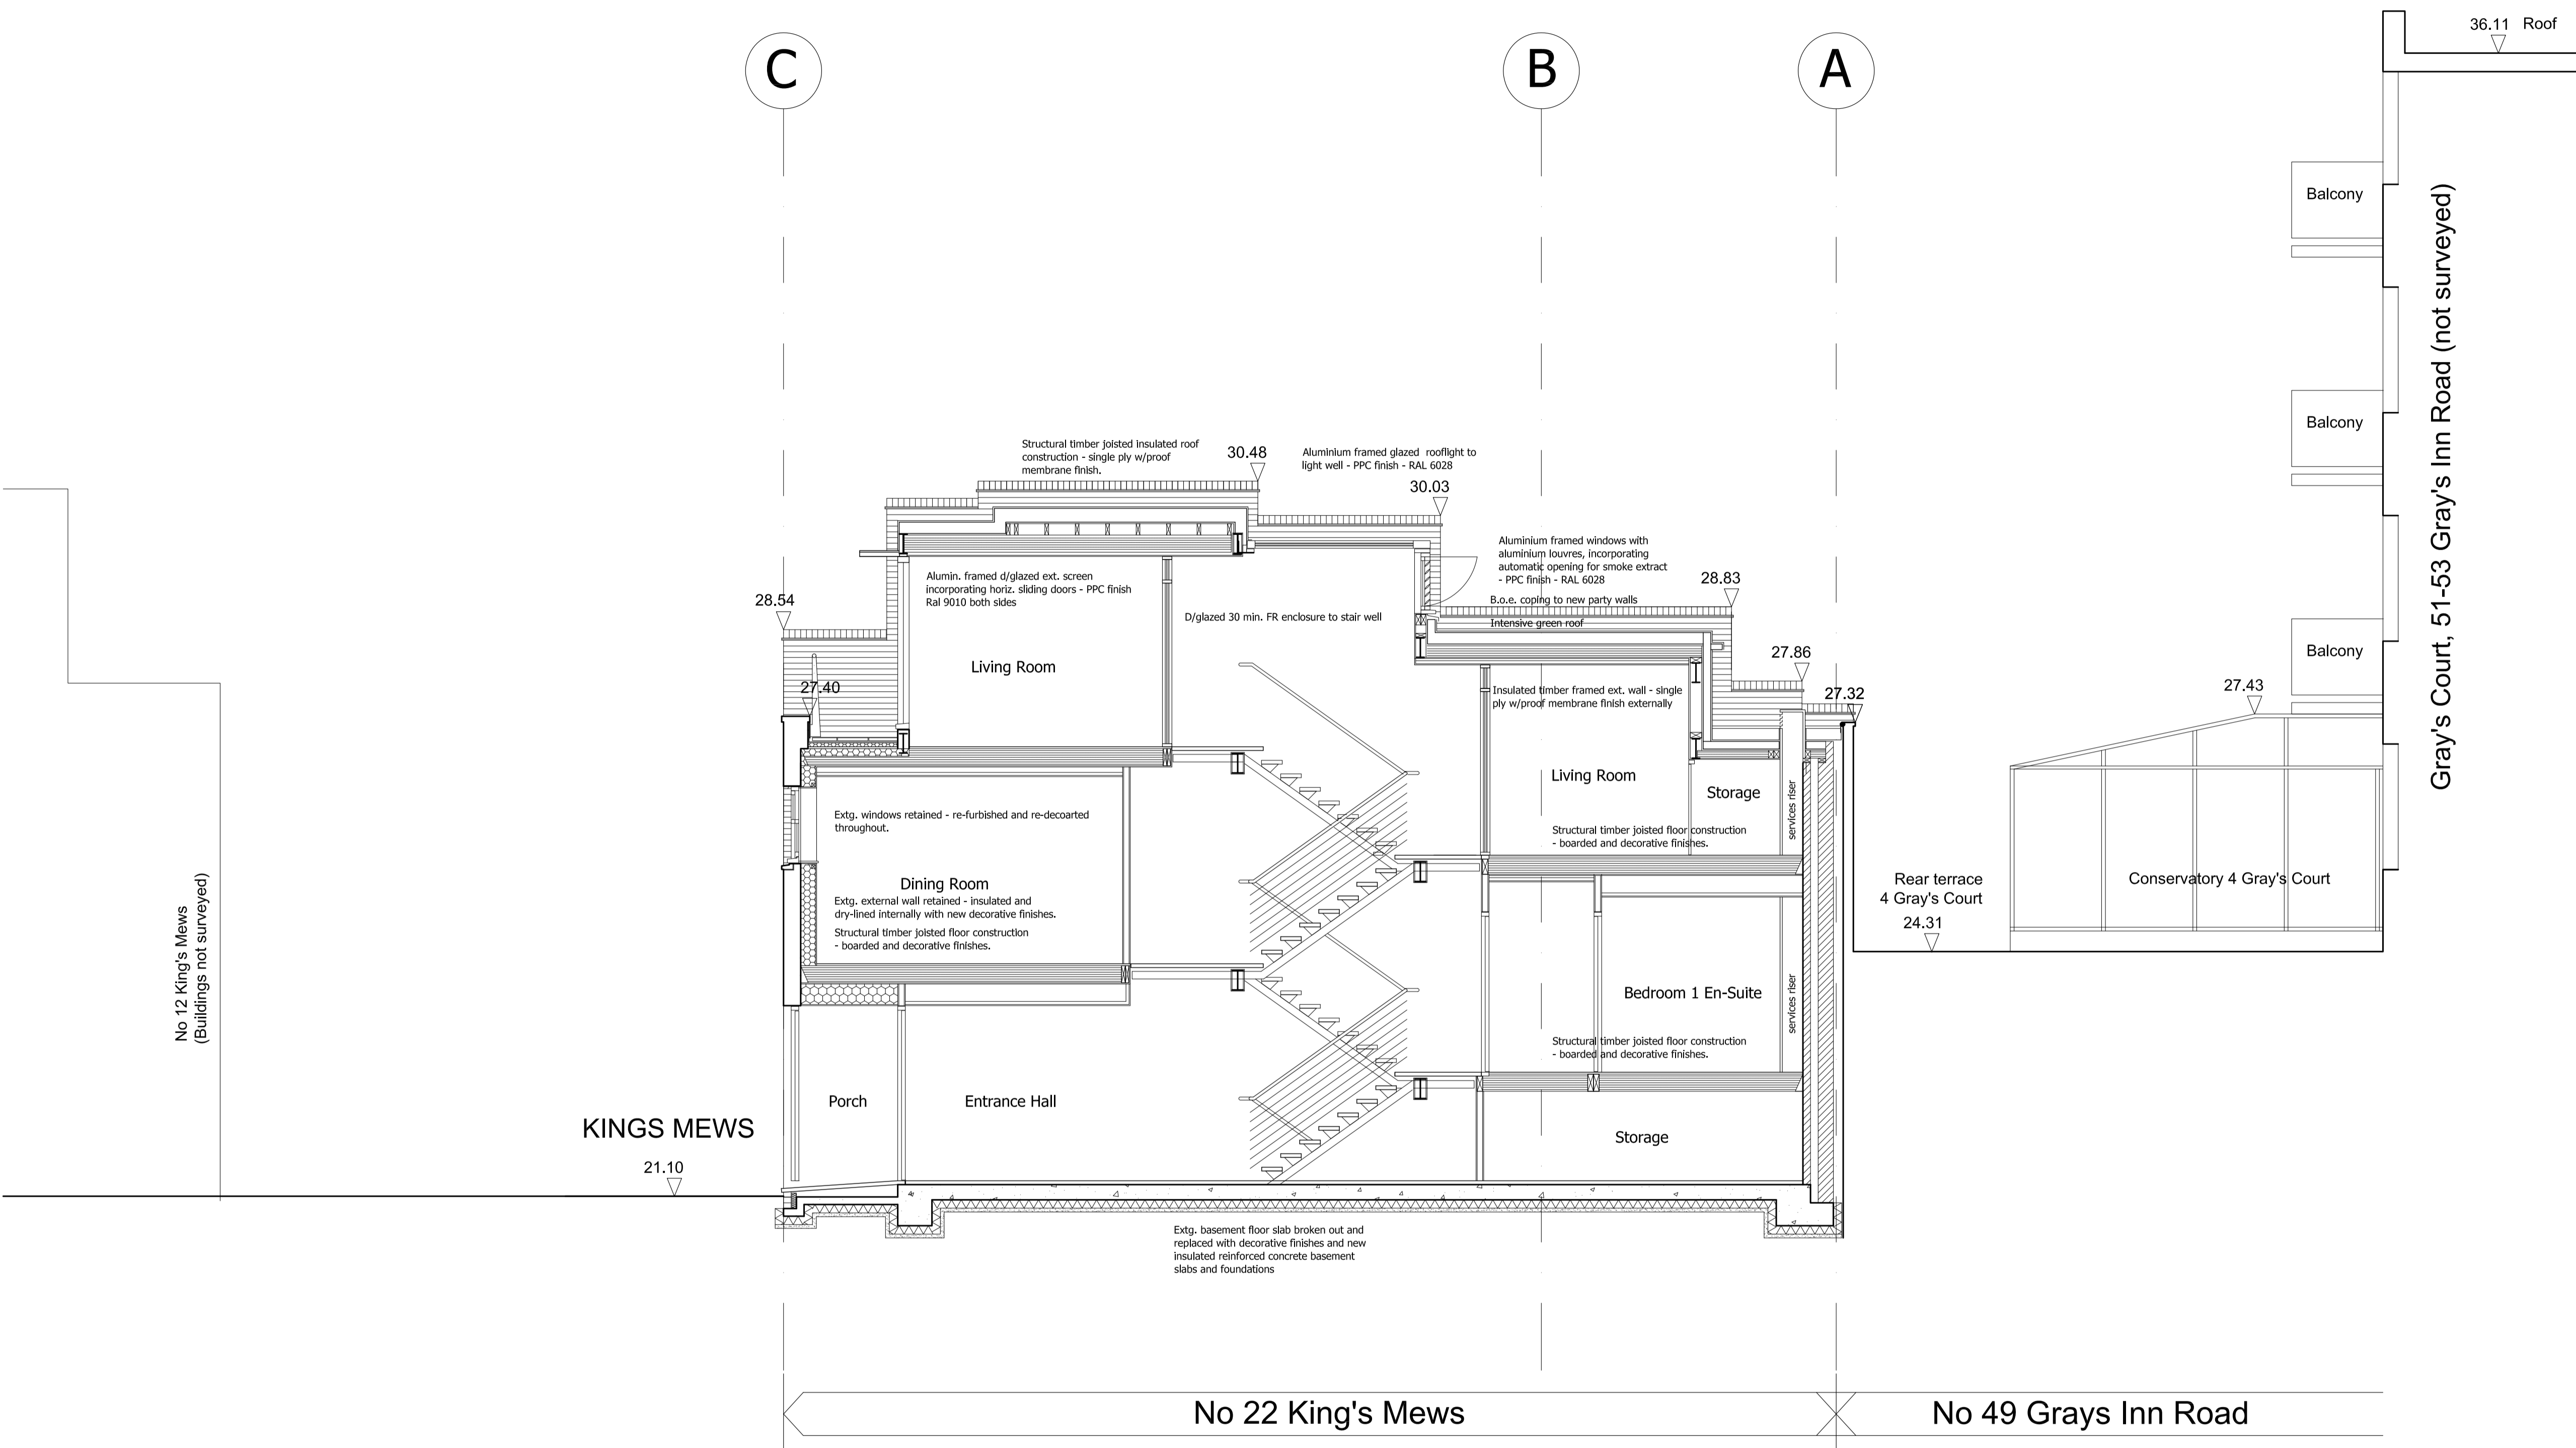 36.11 Roof
C
B
A
Balcony
Gray's Court, 51-53 Gray's Inn Road (not surveyed)
Balcony
Structural timber joisted insulated roof
construction - single ply w/proof
membrane finish.
30.48
Aluminium framed glazed rooflight to
light well - PPC finish - RAL 6028
30.03
Aluminium framed windows with
aluminium louvres, incorporating
automatic opening for smoke extract
- PPC finish - RAL 6028
28.83
Alumin. framed d/glazed ext. screen
incorporating horiz. sliding doors - PPC finish
Ral 9010 both sides
28.54
B.o.e. coping to new party walls
D/glazed 30 min. FR enclosure to stair well
Intensive green roof
27.86
Balcony
Living Room
27.40
Insulated timber framed ext. wall - single
ply w/proof membrane finish externally
27.32
27.43
Living Room
Storage
services riser
Extg. windows retained - re-furbished and re-decoarted
throughout.
Structural timber joisted floor construction
- boarded and decorative finishes.
Dining Room
Extg. external wall retained - insulated and
dry-lined internally with new decorative finishes.
Structural timber joisted floor construction
- boarded and decorative finishes.
Rear terrace
4 Gray's Court
24.31
Conservatory 4 Gray's Court
No 12 King's Mews
(Buildings not surveyed)
Bedroom 1 En-Suite
services riser
Structural timber joisted floor construction
- boarded and decorative finishes.
Porch
Entrance Hall
KINGS MEWS
Storage
21.10
Extg. basement floor slab broken out and
replaced with decorative finishes and new
insulated reinforced concrete basement
slabs and foundations
No 22 King's Mews
No 49 Grays Inn Road